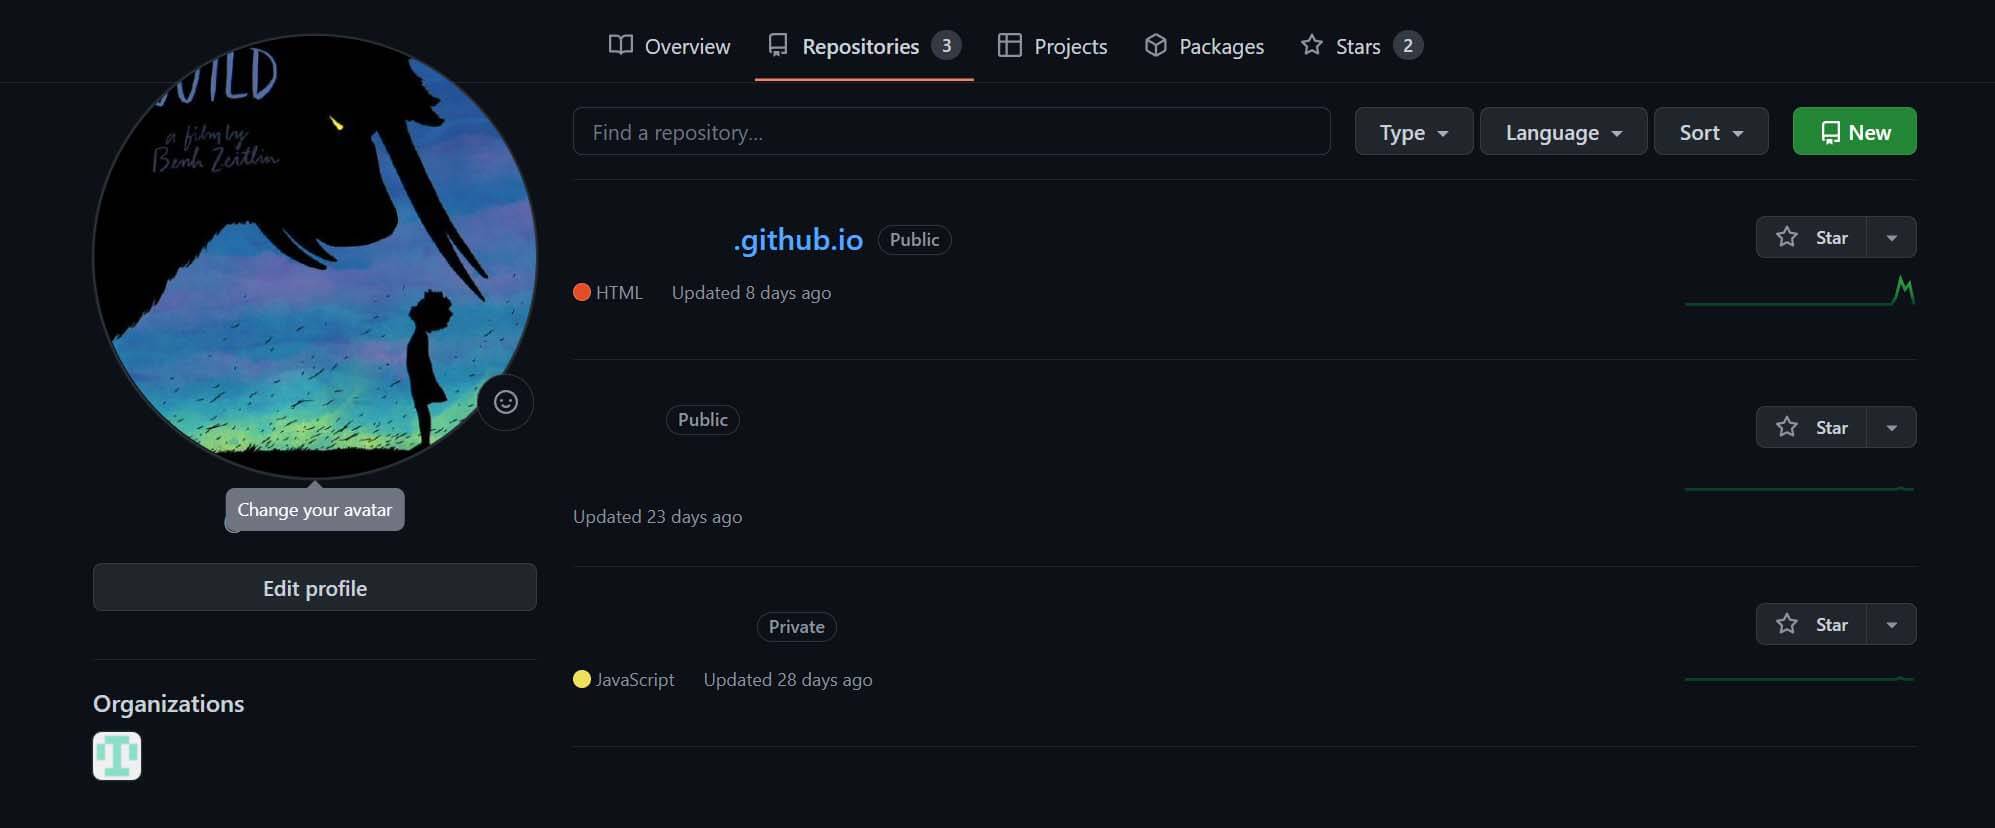 Overview Repositories 3 Projects Packages Stars 2
WILD
a film by
Benh Zeitlin
Change your avatar
Edit profile
Organizations
Find a repository... Type Language Sort New
.github.io Public Star
HTML Updated 8 days ago
Public Star
Updated 23 days ago
Private Star
JavaScript Updated 28 days ago